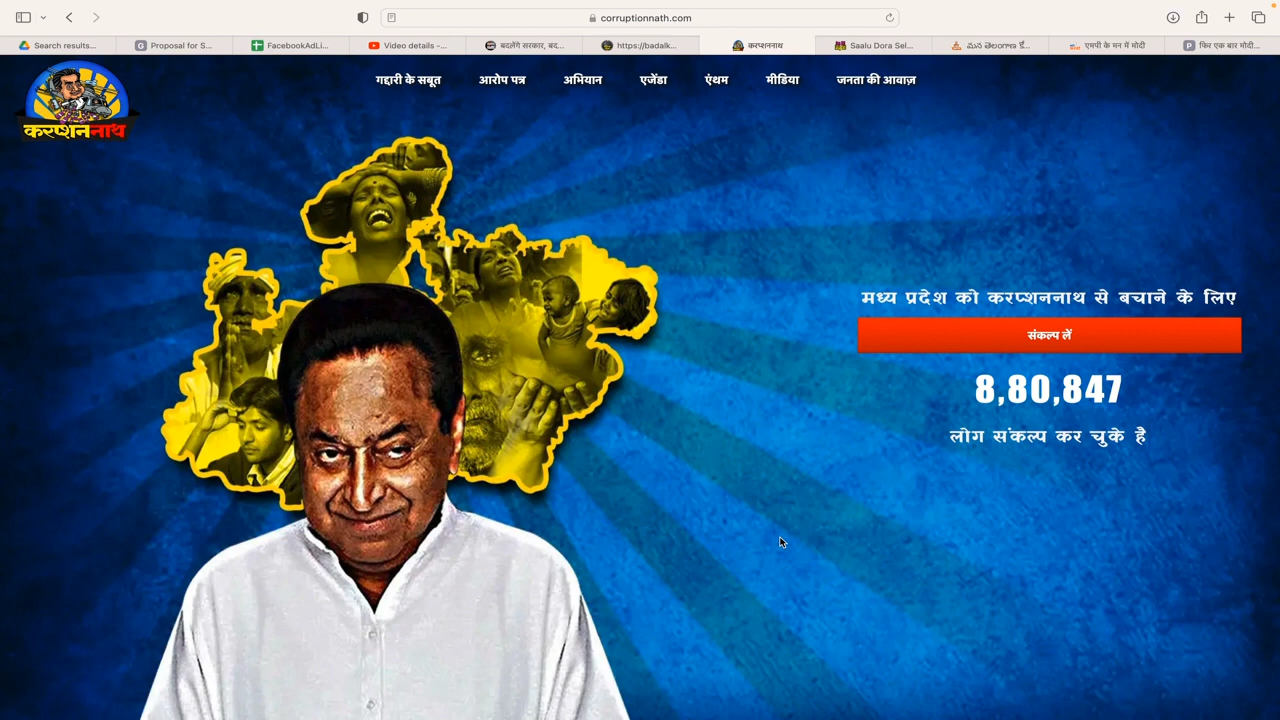 corruptionnath.com
Search results...
Proposal for S...
FacebookAdLi...
Video details -...
बदलेंगे सरकार, बद...
https://badalk...
करप्शननाथ
Saalu Dora Sel...
మన తెలంగాణ కే...
एमपी के मन में मोदी
फिर एक बार मोदी...
करप्शननाथ
गद्दारी के सबूत
आरोप पत्र
अभियान
एजेंडा
एंथम
मीडिया
जनता की आवाज़
मध्य प्रदेश को करप्शननाथ से बचाने के लिए
संकल्प लें
8,80,847
लोग संकल्प कर चुके है